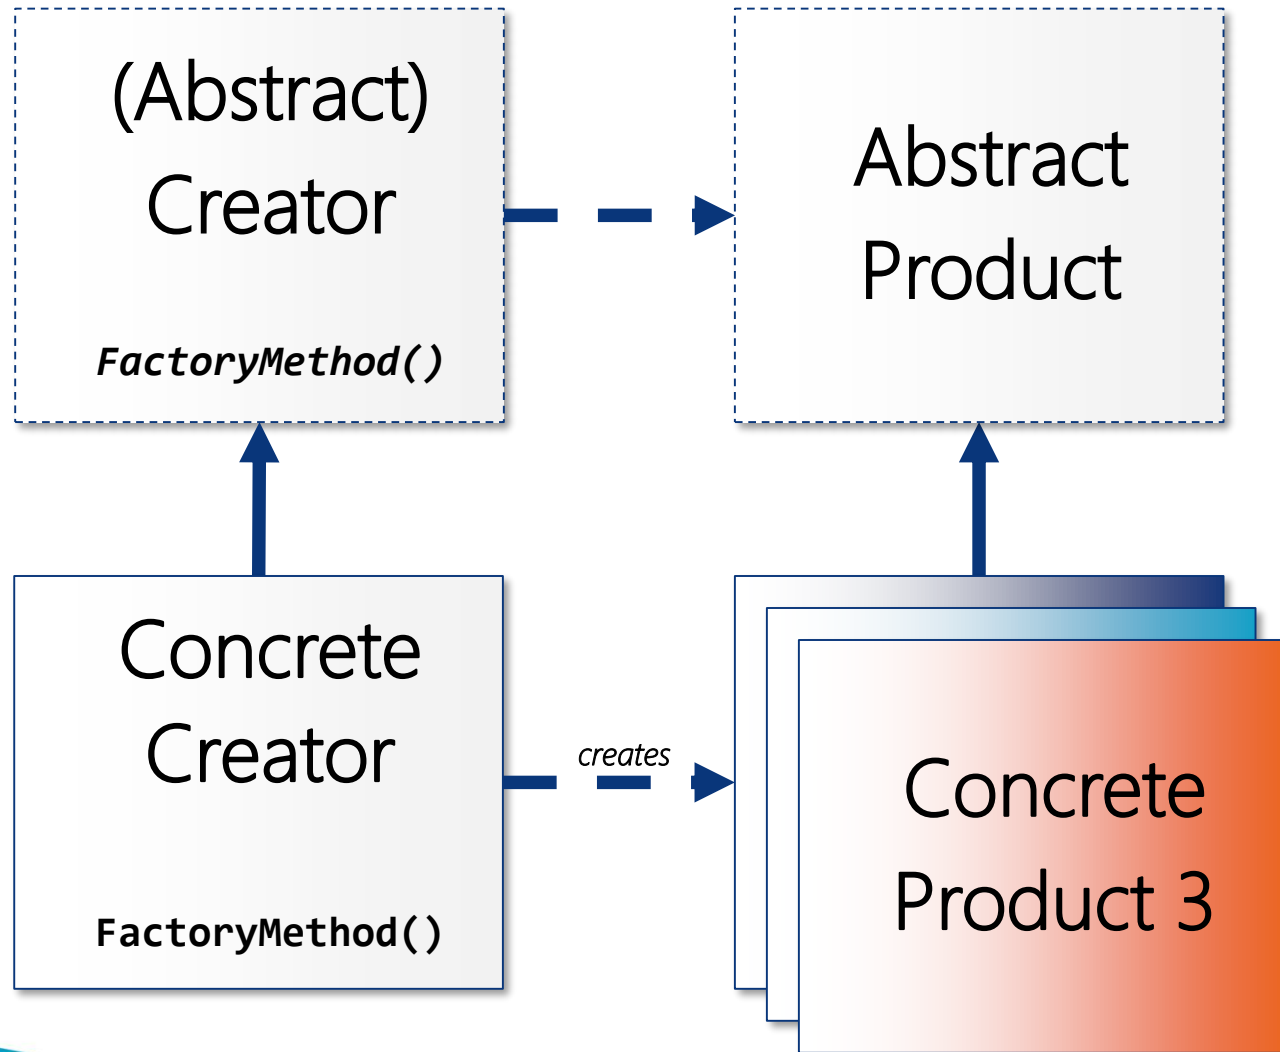 (Abstract)
Creator
FactoryMethod()
Abstract
Product
Concrete
Creator
FactoryMethod()
creates
Concrete
Product 3